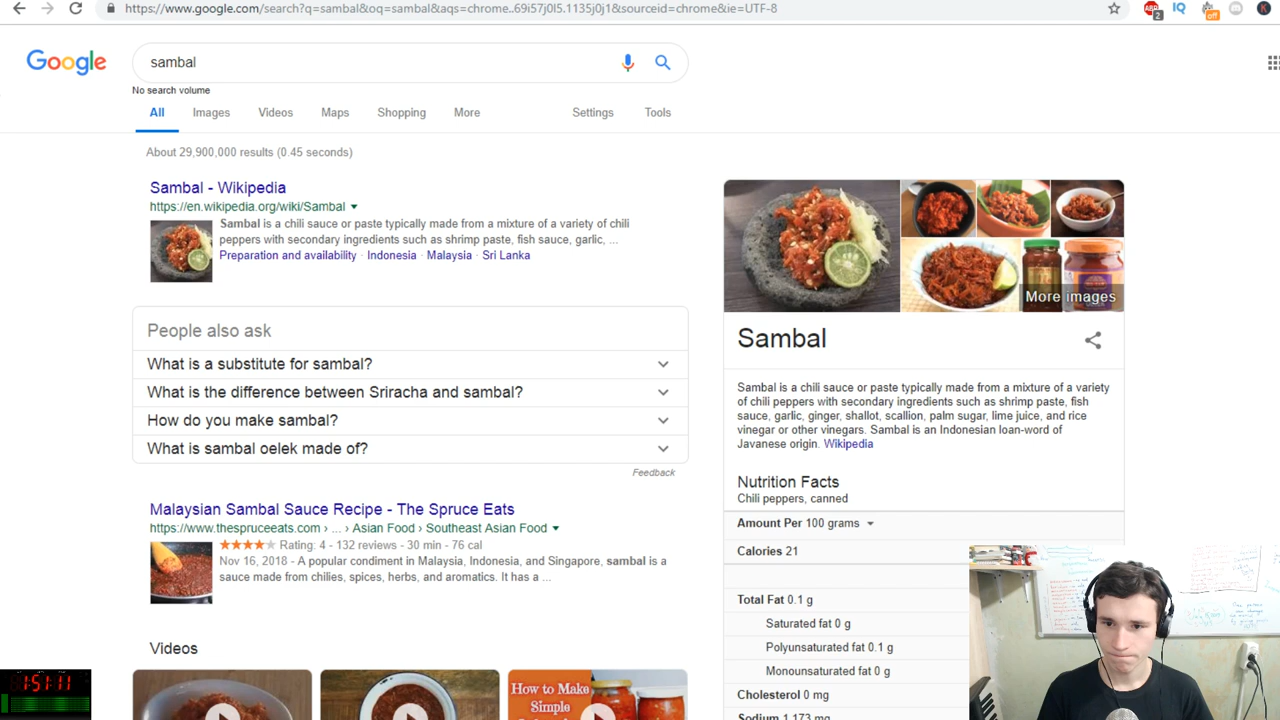 https://www.google.com/search?q=sambal&oq=sambal&aqs=chrome..69i57j0l5.1135j0j1&sourceid=chrome&ie=UTF-8
ABP
2
IQ
off
K
Google
sambal
No search volume
All
Images
Videos
Maps
Shopping
More
Settings
Tools
About 29,900,000 results (0.45 seconds)
Sambal - Wikipedia
https://en.wikipedia.org/wiki/Sambal
Sambal is a chili sauce or paste typically made from a mixture of a variety of chili
peppers with secondary ingredients such as shrimp paste, fish sauce, garlic, ...
Preparation and availability · Indonesia · Malaysia · Sri Lanka
People also ask
What is a substitute for sambal?
What is the difference between Sriracha and sambal?
How do you make sambal?
What is sambal oelek made of?
Feedback
Malaysian Sambal Sauce Recipe - The Spruce Eats
https://www.thespruceeats.com › ... › Asian Food › Southeast Asian Food
Rating: 4 - 132 reviews - 30 min - 76 cal
Nov 16, 2018 - A popular condiment in Malaysia, Indonesia, and Singapore, sambal is a
sauce made from chilies, spices, herbs, and aromatics. It has a ...
Videos
How to Make
Simple
More images
Sambal
Sambal is a chili sauce or paste typically made from a mixture of a variety
of chili peppers with secondary ingredients such as shrimp paste, fish
sauce, garlic, ginger, shallot, scallion, palm sugar, lime juice, and rice
vinegar or other vinegars. Sambal is an Indonesian loan-word of
Javanese origin. Wikipedia
Nutrition Facts
Chili peppers, canned
Amount Per 100 grams
Calories 21
Total Fat 0.1 g
Saturated fat 0 g
Polyunsaturated fat 0.1 g
Monounsaturated fat 0 g
Cholesterol 0 mg
Sodium 1,173 mg
1:51:11